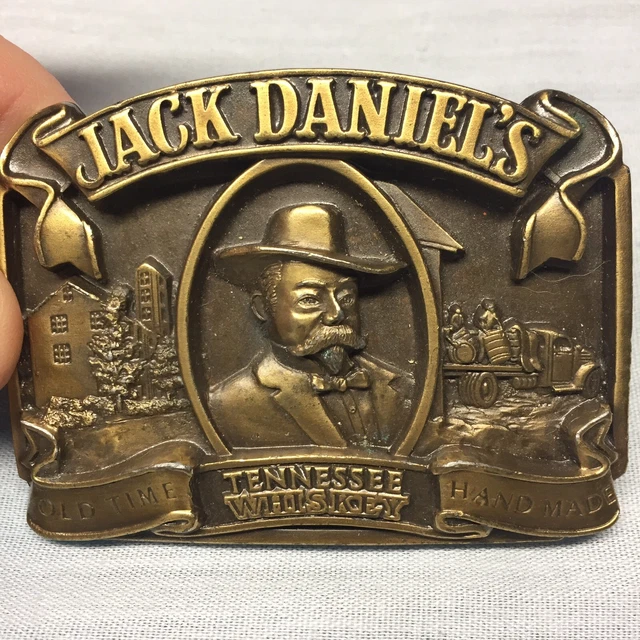 JACK DANIEL'S
TENNESSEE
WHISKEY
OLD TIME
HAND MADE